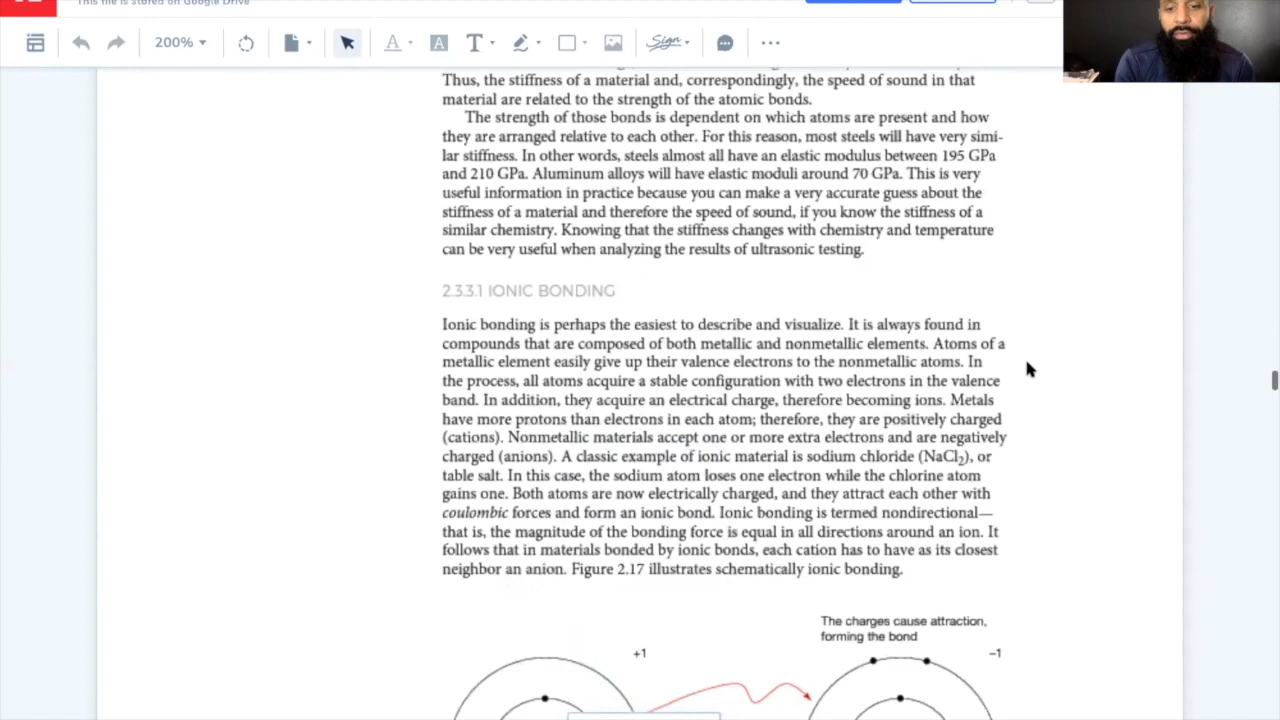 This file is stored on Google Drive
200%
A
A
T
Sign
Thus, the stiffness of a material and, correspondingly, the speed of sound in that
material are related to the strength of the atomic bonds.
The strength of those bonds is dependent on which atoms are present and how
they are arranged relative to each other. For this reason, most steels will have very simi-
lar stiffness. In other words, steels almost all have an elastic modulus between 195 GPa
and 210 GPa. Aluminum alloys will have elastic moduli around 70 GPa. This is very
useful information in practice because you can make a very accurate guess about the
stiffness of a material and therefore the speed of sound, if you know the stiffness of a
similar chemistry. Knowing that the stiffness changes with chemistry and temperature
can be very useful when analyzing the results of ultrasonic testing.
2.3.3.1 IONIC BONDING
Ionic bonding is perhaps the easiest to describe and visualize. It is always found in
compounds that are composed of both metallic and nonmetallic elements. Atoms of a
metallic element easily give up their valence electrons to the nonmetallic atoms. In
the process, all atoms acquire a stable configuration with two electrons in the valence
band. In addition, they acquire an electrical charge, therefore becoming ions. Metals
have more protons than electrons in each atom; therefore, they are positively charged
(cations). Nonmetallic materials accept one or more extra electrons and are negatively
charged (anions). A classic example of ionic material is sodium chloride (NaCl₂), or
table salt. In this case, the sodium atom loses one electron while the chlorine atom
gains one. Both atoms are now electrically charged, and they attract each other with
coulombic forces and form an ionic bond. Ionic bonding is termed nondirectional—
that is, the magnitude of the bonding force is equal in all directions around an ion. It
follows that in materials bonded by ionic bonds, each cation has to have as its closest
neighbor an anion. Figure 2.17 illustrates schematically ionic bonding.
The charges cause attraction,
forming the bond
+1
−1